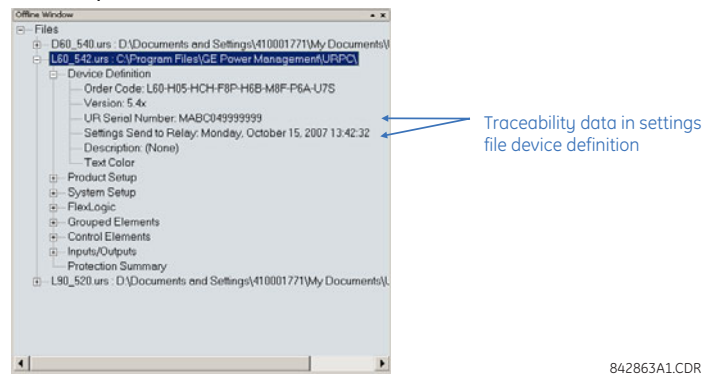 Offline Window
Files
D60_540.urs : D:\Documents and Settings\410001771\My Documents\
L60_542.urs : C:\Program Files\GE Power Management\URPC\
Device Definition
Order Code: L60-H05-HCH-F8P-H6B-M8F-P6A-U7S
Version: 5.4x
UR Serial Number: MABC049999999
Settings Send to Relay: Monday, October 15, 2007 13:42:32
Description: (None)
Text Color
Product Setup
System Setup
FlexLogic
Grouped Elements
Control Elements
Inputs/Outputs
Protection Summary
L90_520.urs : D:\Documents and Settings\410001771\My Documents\
Traceability data in settings
file device definition
842863A1.CDR